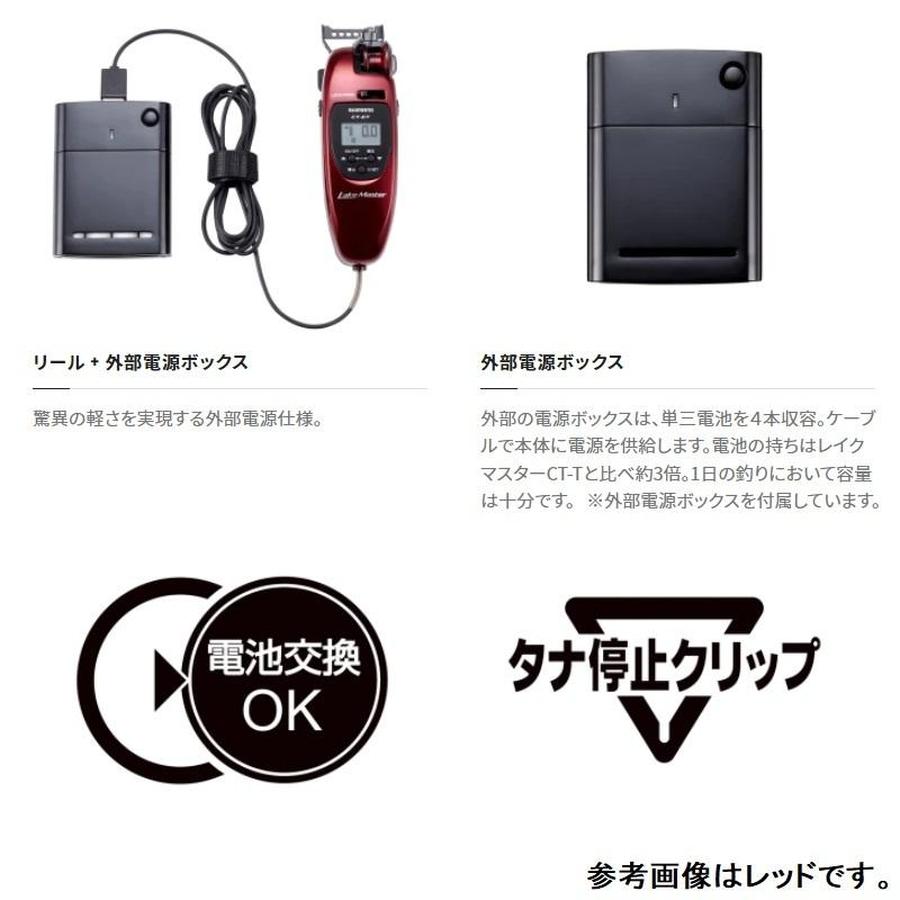 SHIMANO
CT-ET
0.0
Lake Master
リール + 外部電源ボックス
驚異の軽さを実現する外部電源仕様。
外部電源ボックス
外部の電源ボックスは、単三電池を4本収容。ケーブ
ルで本体に電源を供給します。電池の持ちはレイク
マスターCT-Tと比べ約3倍。1日の釣りにおいて容量
は十分です。 ※外部電源ボックスを付属しています。
電池交換
OK
タナ停止クリップ
参考画像はレッドです。